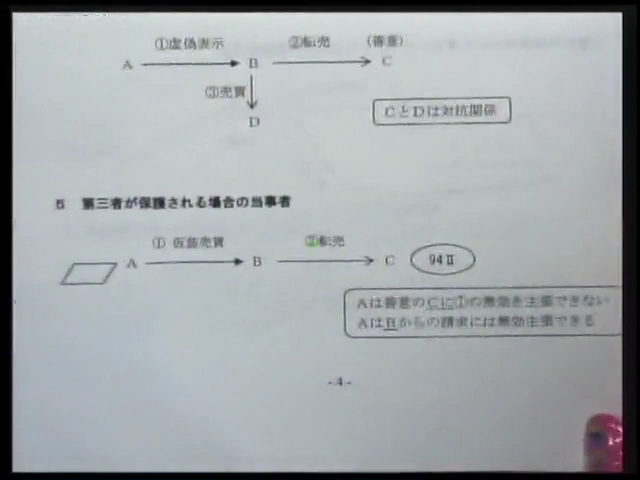 ①虚偽表示 ②転売 (善意)
A B C
③売買
D
CとDは対抗関係
5 第三者が保護される場合の当事者
① 仮装売買 ②転売
A B C 94Ⅱ
Aは善意のCに①の無効を主張できない
AはBからの請求には無効主張できる
-4-